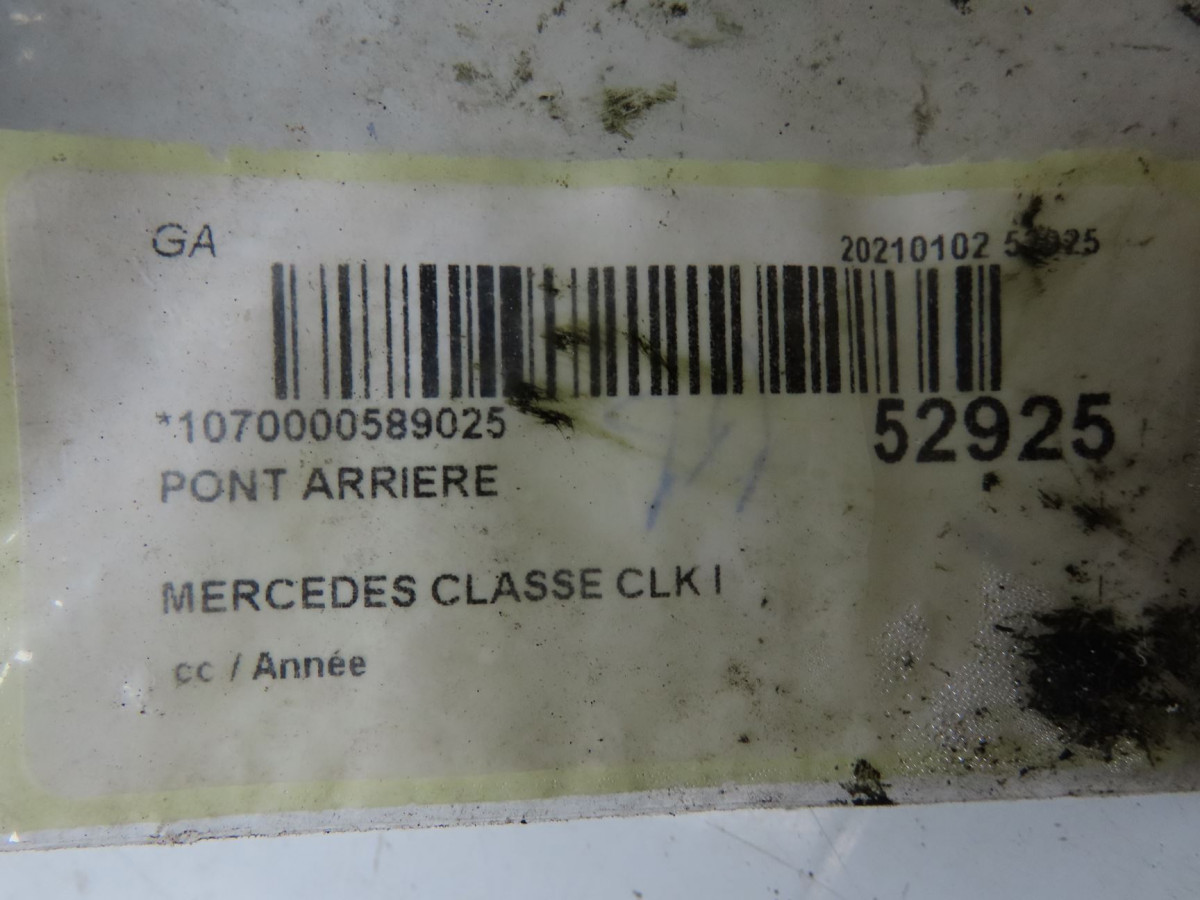 GA
20210102 52925
*1070000589025
52925
PONT ARRIERE
MERCEDES CLASSE CLK I
cc / Année